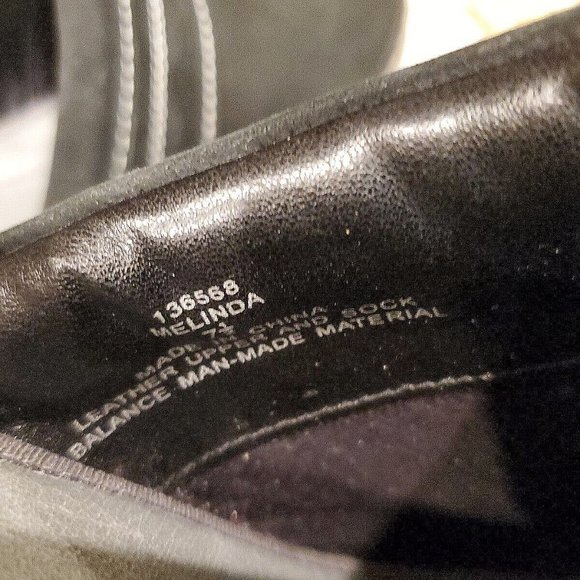 136568
MELINDA
7½
MADE IN CHINA
LEATHER UPPER AND SOCK
BALANCE MAN-MADE MATERIAL